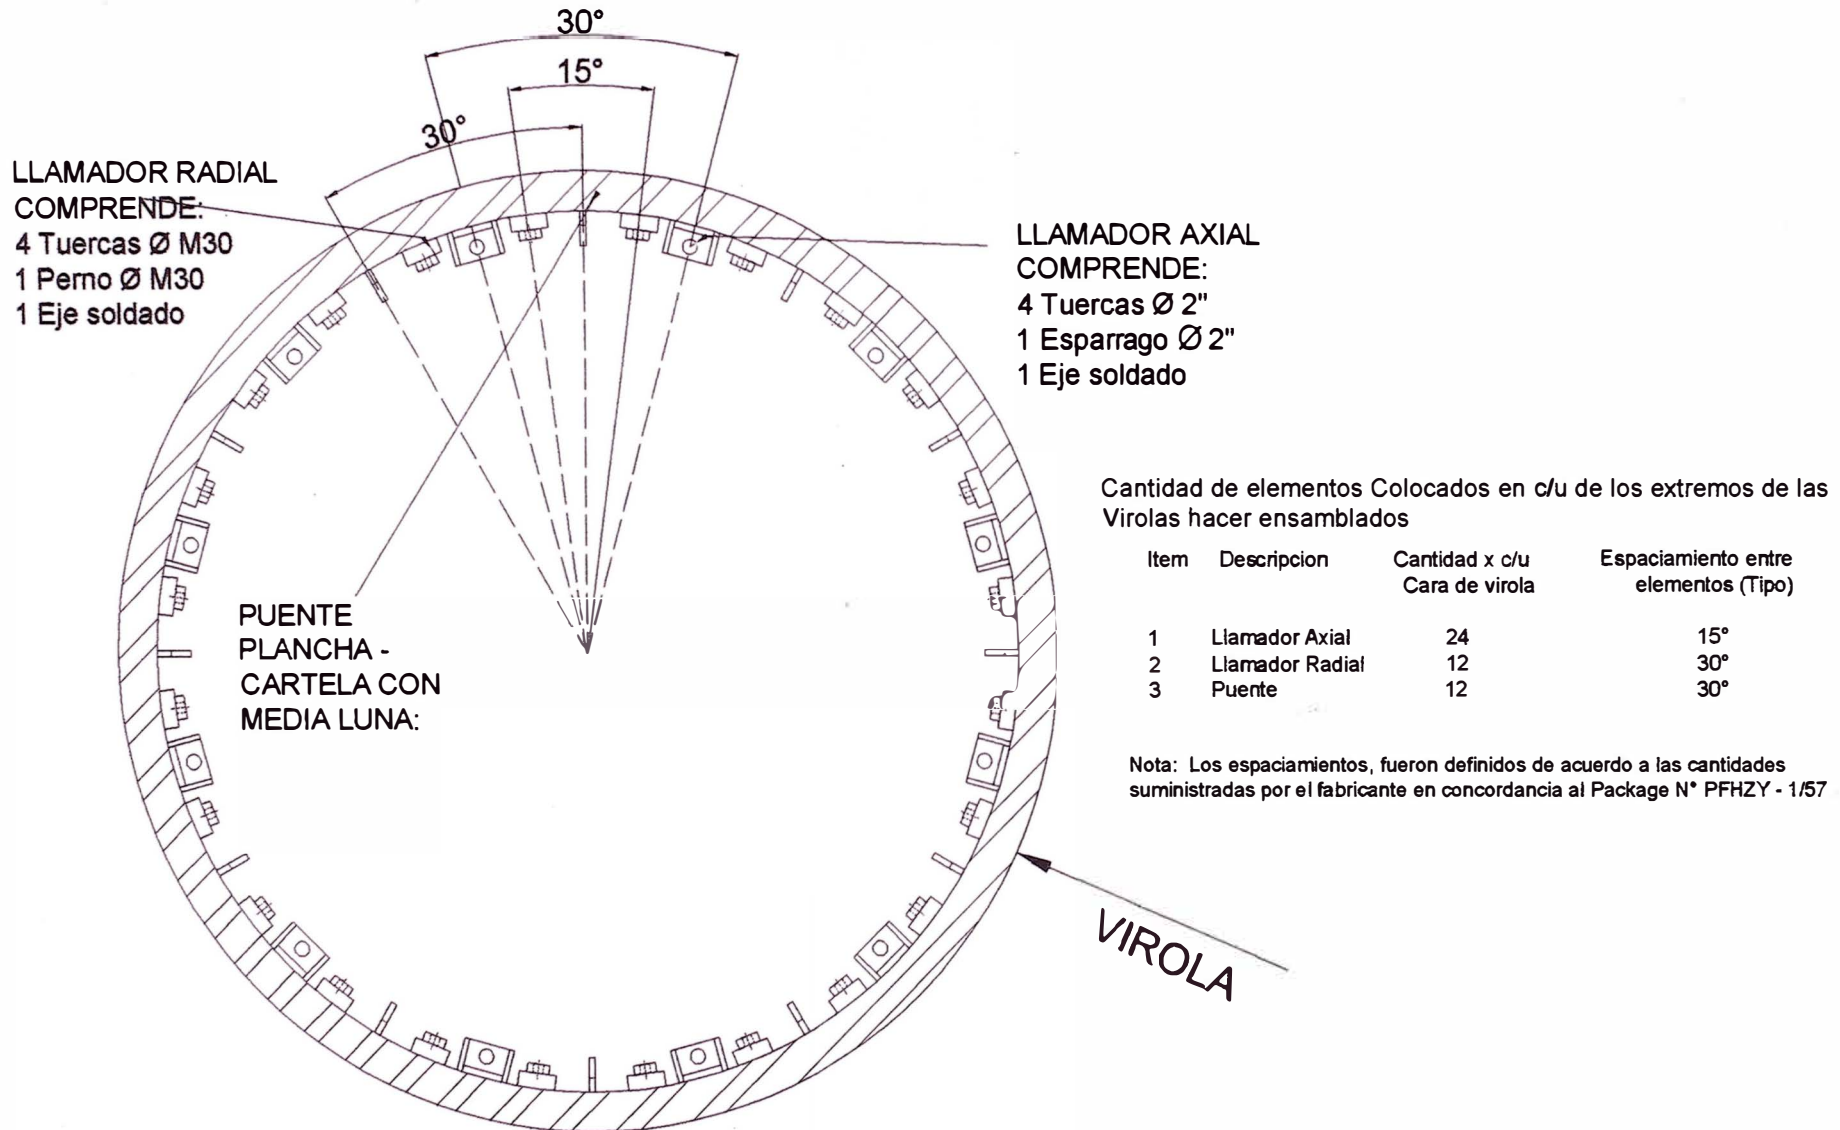 30°
15°
30°
LLAMADOR RADIAL
COMPRENDE:
4 Tuercas Ø M30
1 Perno Ø M30
1 Eje soldado
LLAMADOR AXIAL
COMPRENDE:
4 Tuercas Ø 2"
1 Esparrago Ø 2"
1 Eje soldado
PUENTE
PLANCHA -
CARTELA CON
MEDIA LUNA:
Cantidad de elementos Colocados en c/u de los extremos de las
Virolas hacer ensamblados
Item Descripcion Cantidad x c/u Espaciamiento entre
Cara de virola elementos (Tipo)
1 Llamador Axial 24 15°
2 Llamador Radial 12 30°
3 Puente 12 30°
Nota: Los espaciamientos, fueron definidos de acuerdo a las cantidades
suministradas por el fabricante en concordancia al Package N° PFHZY - 1/57
VIROLA